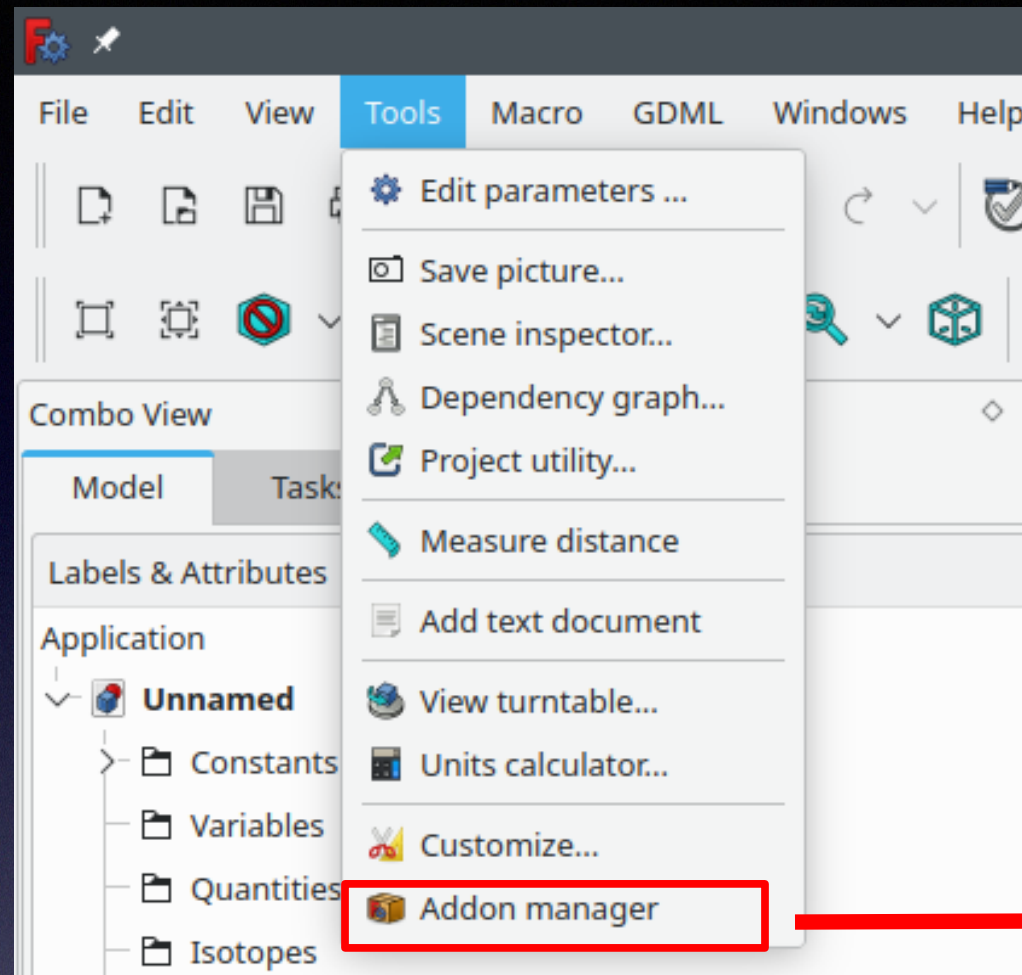 File Edit View Tools Macro GDML Windows Help
Edit parameters ...
Save picture...
Scene inspector...
Dependency graph...
Project utility...
Measure distance
Add text document
View turntable...
Units calculator...
Customize...
Addon manager
Combo View
Model Tasks
Labels & Attributes
Application
Unnamed
Constants
Variables
Quantities
Isotopes